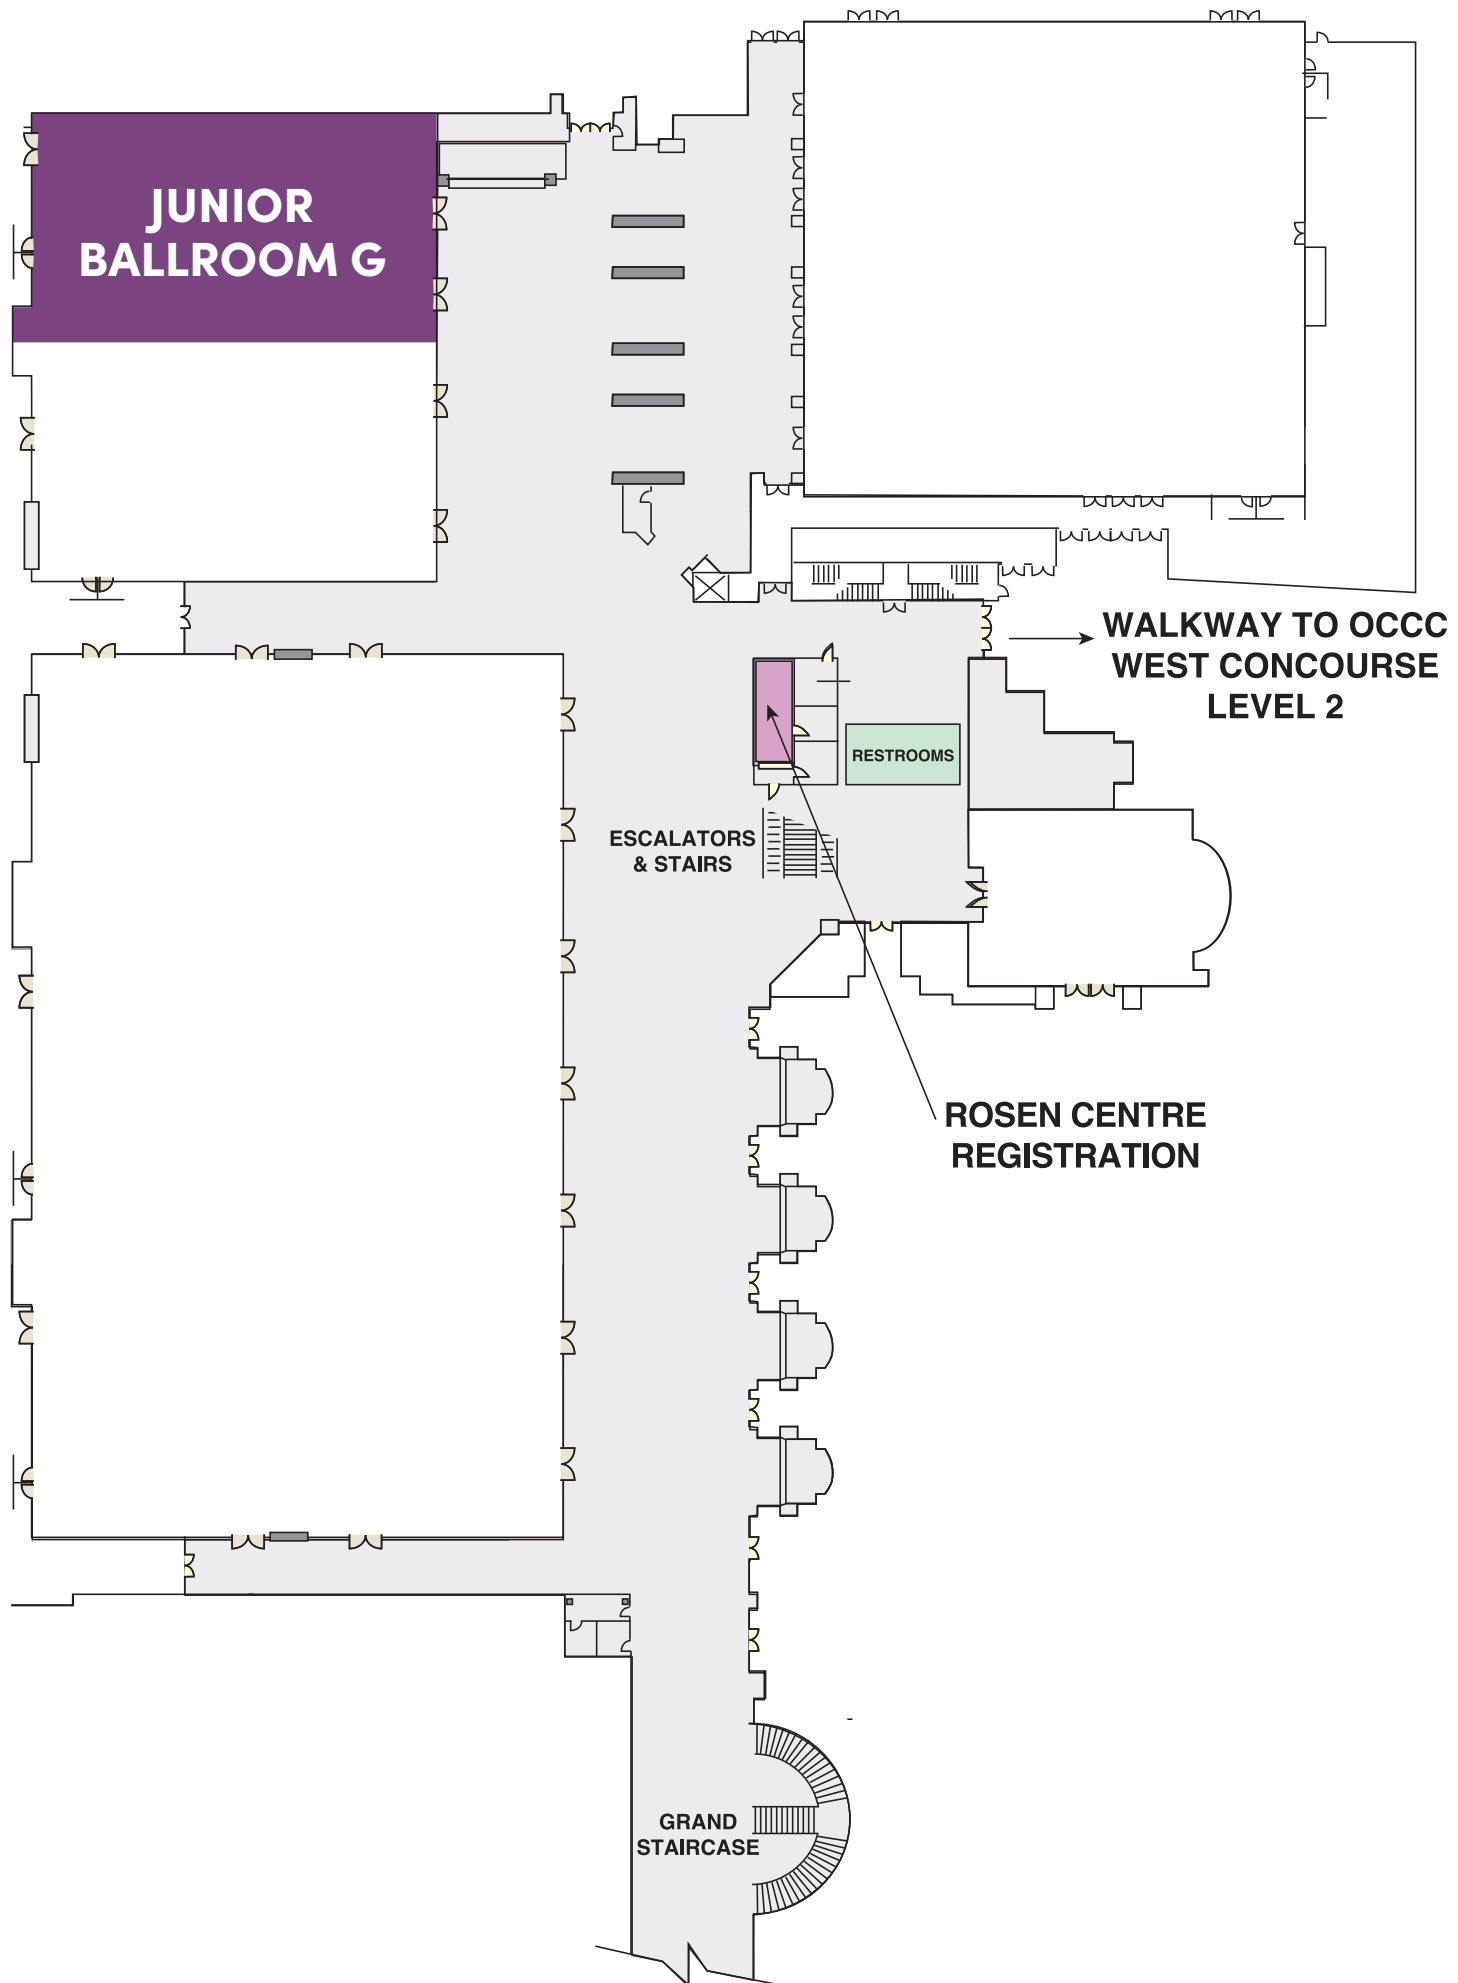 JUNIOR
BALLROOM G
WALKWAY TO OCCC
WEST CONCOURSE
LEVEL 2
RESTROOMS
ESCALATORS
& STAIRS
ROSEN CENTRE
REGISTRATION
GRAND
STAIRCASE